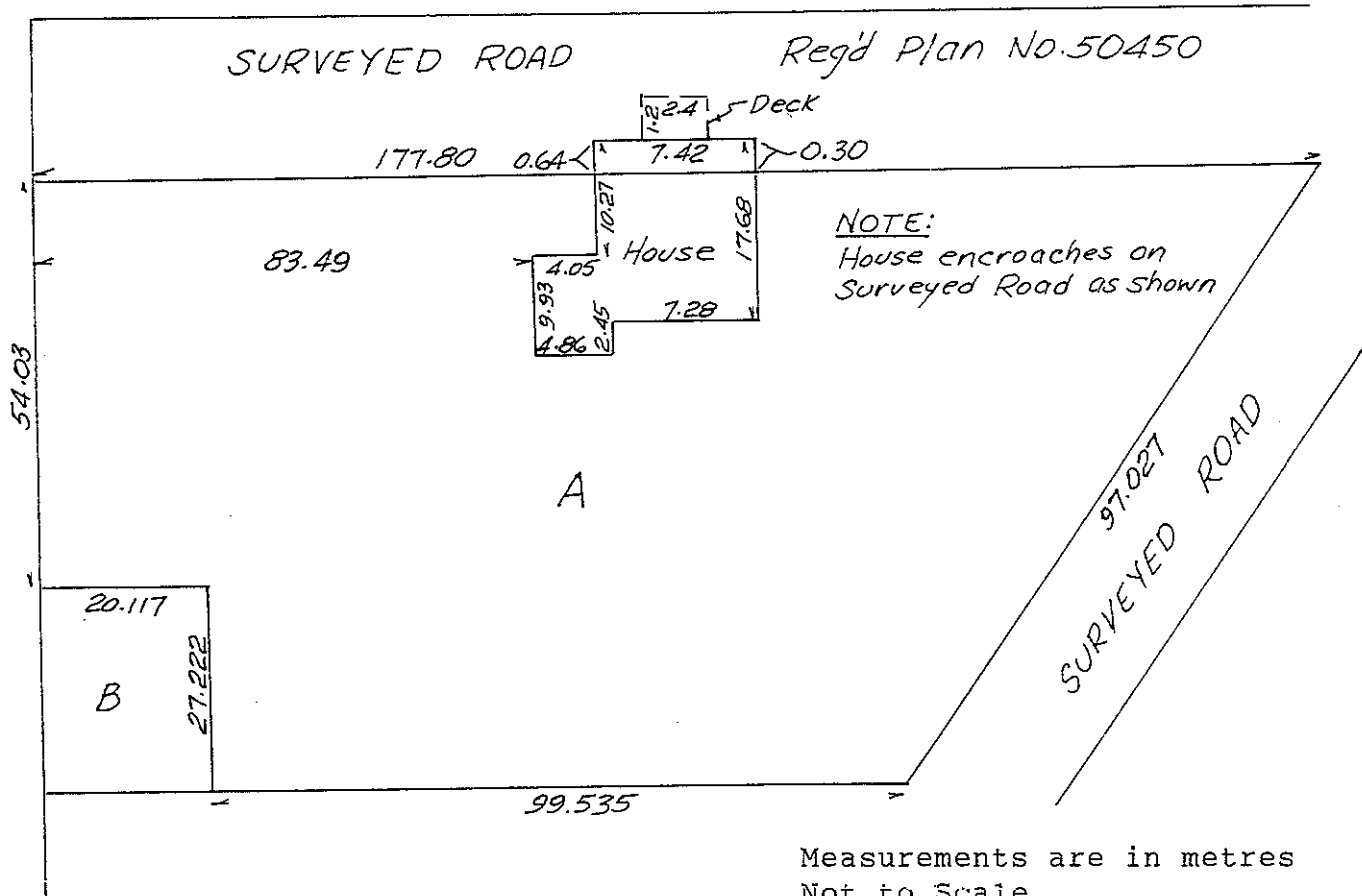 SURVEYED ROAD
Reg'd Plan No. 50450
1.2
2.4
Deck
177.80
0.64
7.42
0.30
10.27
17.68
NOTE:
House encroaches on
Surveyed Road as shown
House
83.49
4.05
9.93
2.45
7.28
4.86
54.03
A
97.027
SURVEYED ROAD
20.117
27.222
B
99.535
Measurements are in metres
Not to Scale